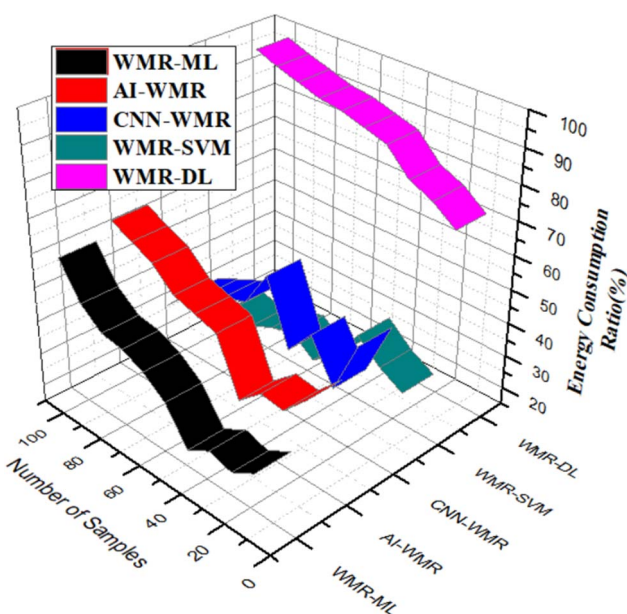 WMR-ML
AI-WMR
CNN-WMR
WMR-SVM
WMR-DL
100
90
80
70
60
50
40
30
20
Energy Consumption
Ratio(%)
100
80
60
40
20
0
Number of Samples
WMR-DL
WMR-SVM
CNN-WMR
AI-WMR
WMR-ML